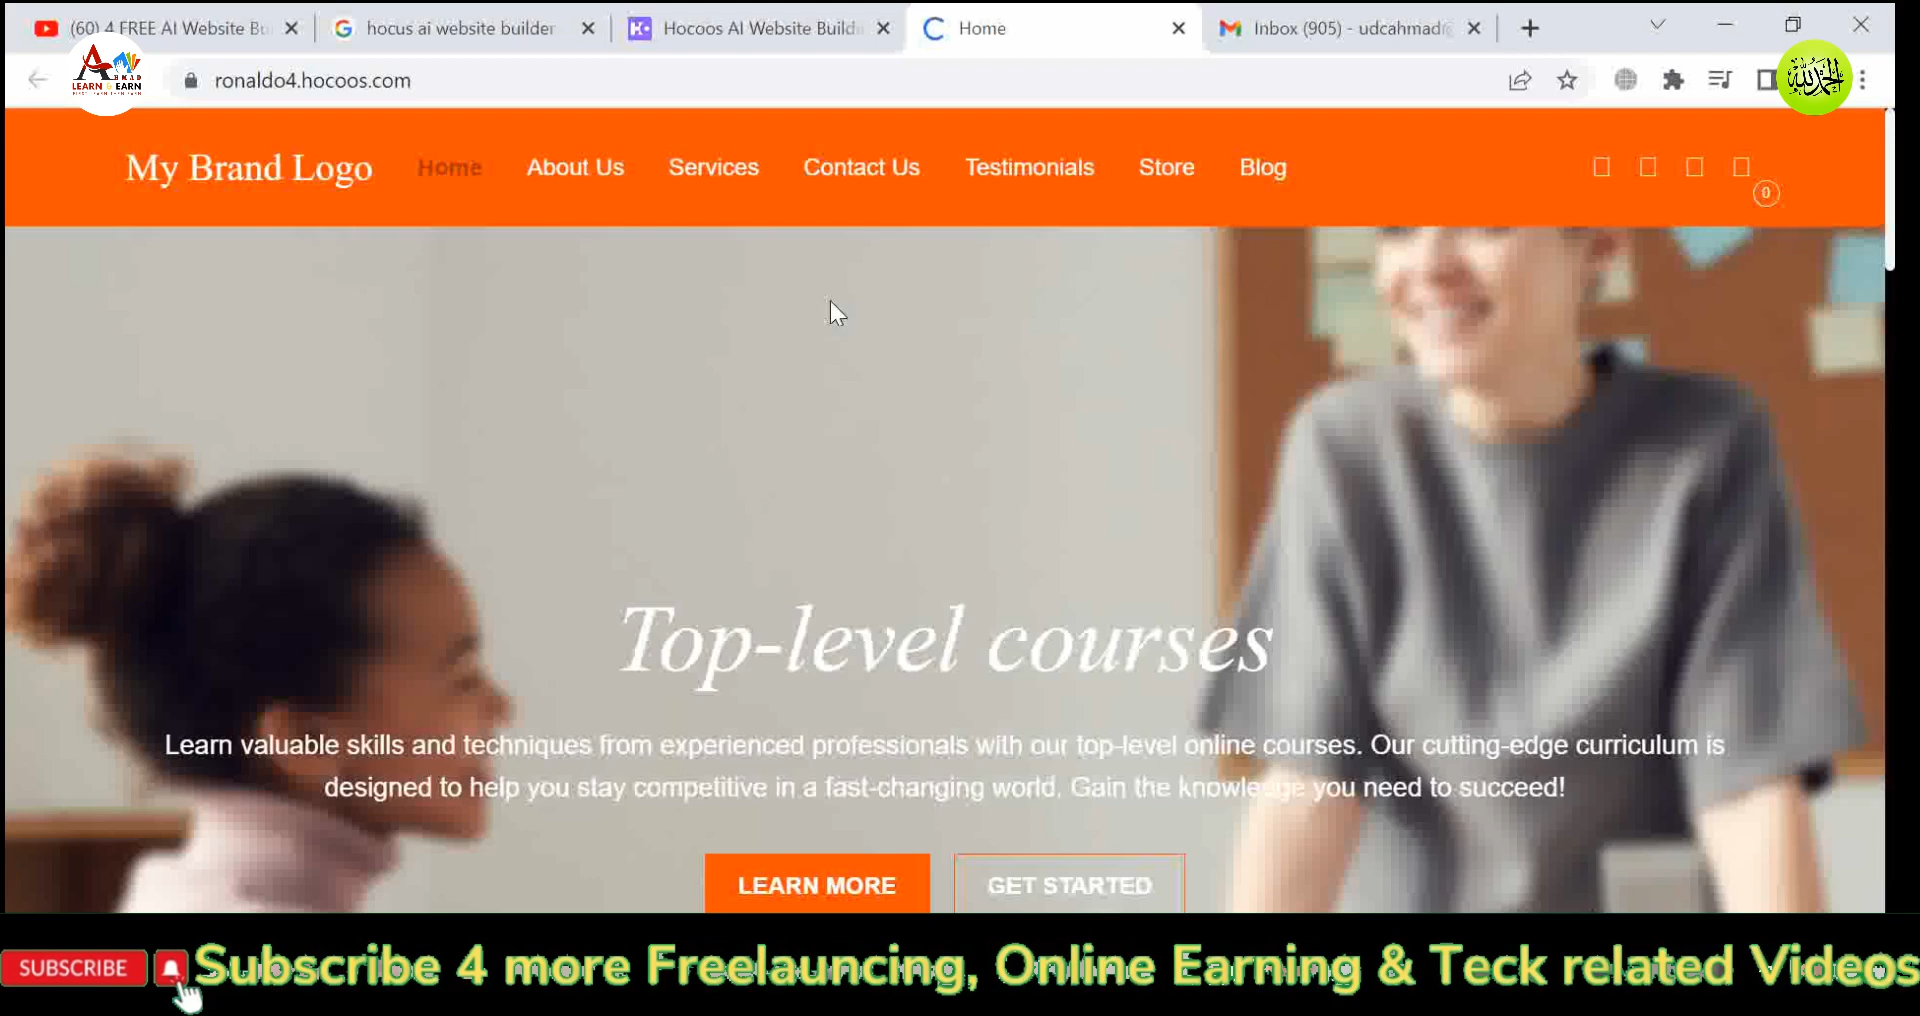 (60) 4 FREE AI Website Bu
hocus ai website builder
Hocoos AI Website Build
Home
Inbox (905) - udcahmadr
LEARN & EARN
ronaldo4.hocoos.com
الحمدلله
My Brand Logo
Home
About Us
Services
Contact Us
Testimonials
Store
Blog
0
Top-level courses
Learn valuable skills and techniques from experienced professionals with our top-level online courses. Our cutting-edge curriculum is
designed to help you stay competitive in a fast-changing world. Gain the knowledge you need to succeed!
LEARN MORE
GET STARTED
SUBSCRIBE
Subscribe 4 more Freelauncing, Online Earning & Teck related Videos